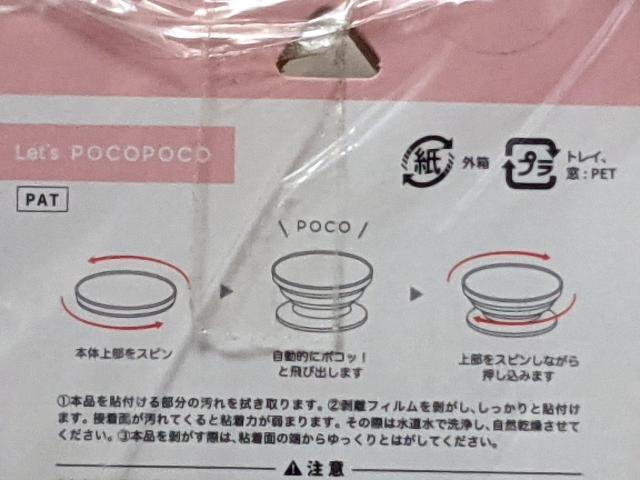 Let's POCOPOCO
紙 外箱
プラ トレイ、
窓:PET
PAT
\ POCO /
本体上部をスピン
自動的にポコッ!
と飛び出します
上部をスピンしながら
押し込みます
①本品を貼付ける部分の汚れを拭き取ります。②剥離フィルムを剥がし、しっかりと貼付け
ます。接着面が汚れてくると粘着力が弱まります。その際は水道水で洗浄し、自然乾燥させて
ください。③本品を剥がす際は、粘着面の端からゆっくりとはがしてください。
注意